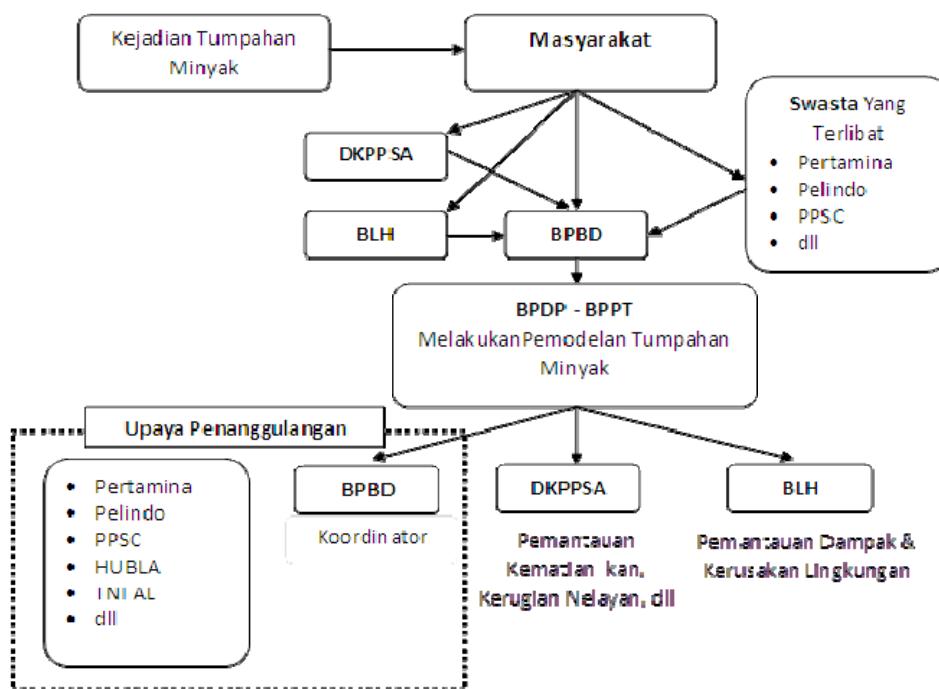 Kejadian Tumpahan
Minyak
Masyarakat
Swasta Yang
Terlibat
• Pertamina
• Pelindo
• PPSC
• dll
DKPPSA
BLH
BPBD
BPDP - BPPT
Melakukan Pemodelan Tumpahan
Minyak
Upaya Penanggulangan
• Pertamina
• Pelindo
• PPSC
• HUBLA
• TNI AL
• dll
BPBD
Koordinator
DKPPSA
Pemantauan
Kematian Ikan,
Kerugian Nelayan, dll
BLH
Pemantauan Dampak &
Kerusakan Lingkungan